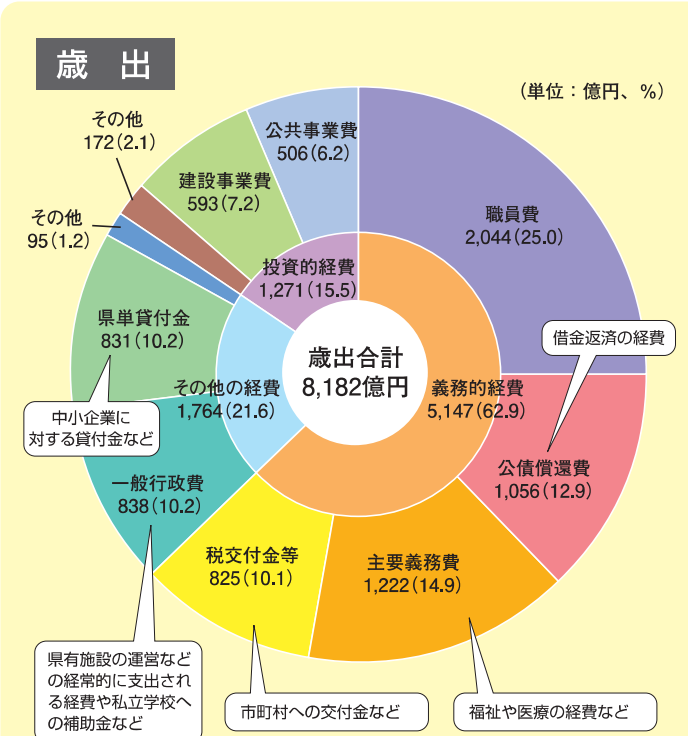 歳 出
(単位：億円、%)
公共事業費
506(6.2)
その他
172(2.1)
建設事業費
593(7.2)
その他
95(1.2)
職員費
2,044(25.0)
投資的経費
1,271(15.5)
県単貸付金
831(10.2)
借金返済の経費
歳出合計
8,182億円
その他の経費
1,764(21.6)
義務的経費
5,147(62.9)
中小企業に
対する貸付金など
公債償還費
1,056(12.9)
一般行政費
838(10.2)
税交付金等
825(10.1)
主要義務費
1,222(14.9)
県有施設の運営など
の経常的に支出され
る経費や私立学校へ
の補助金など
市町村への交付金など
福祉や医療の経費など